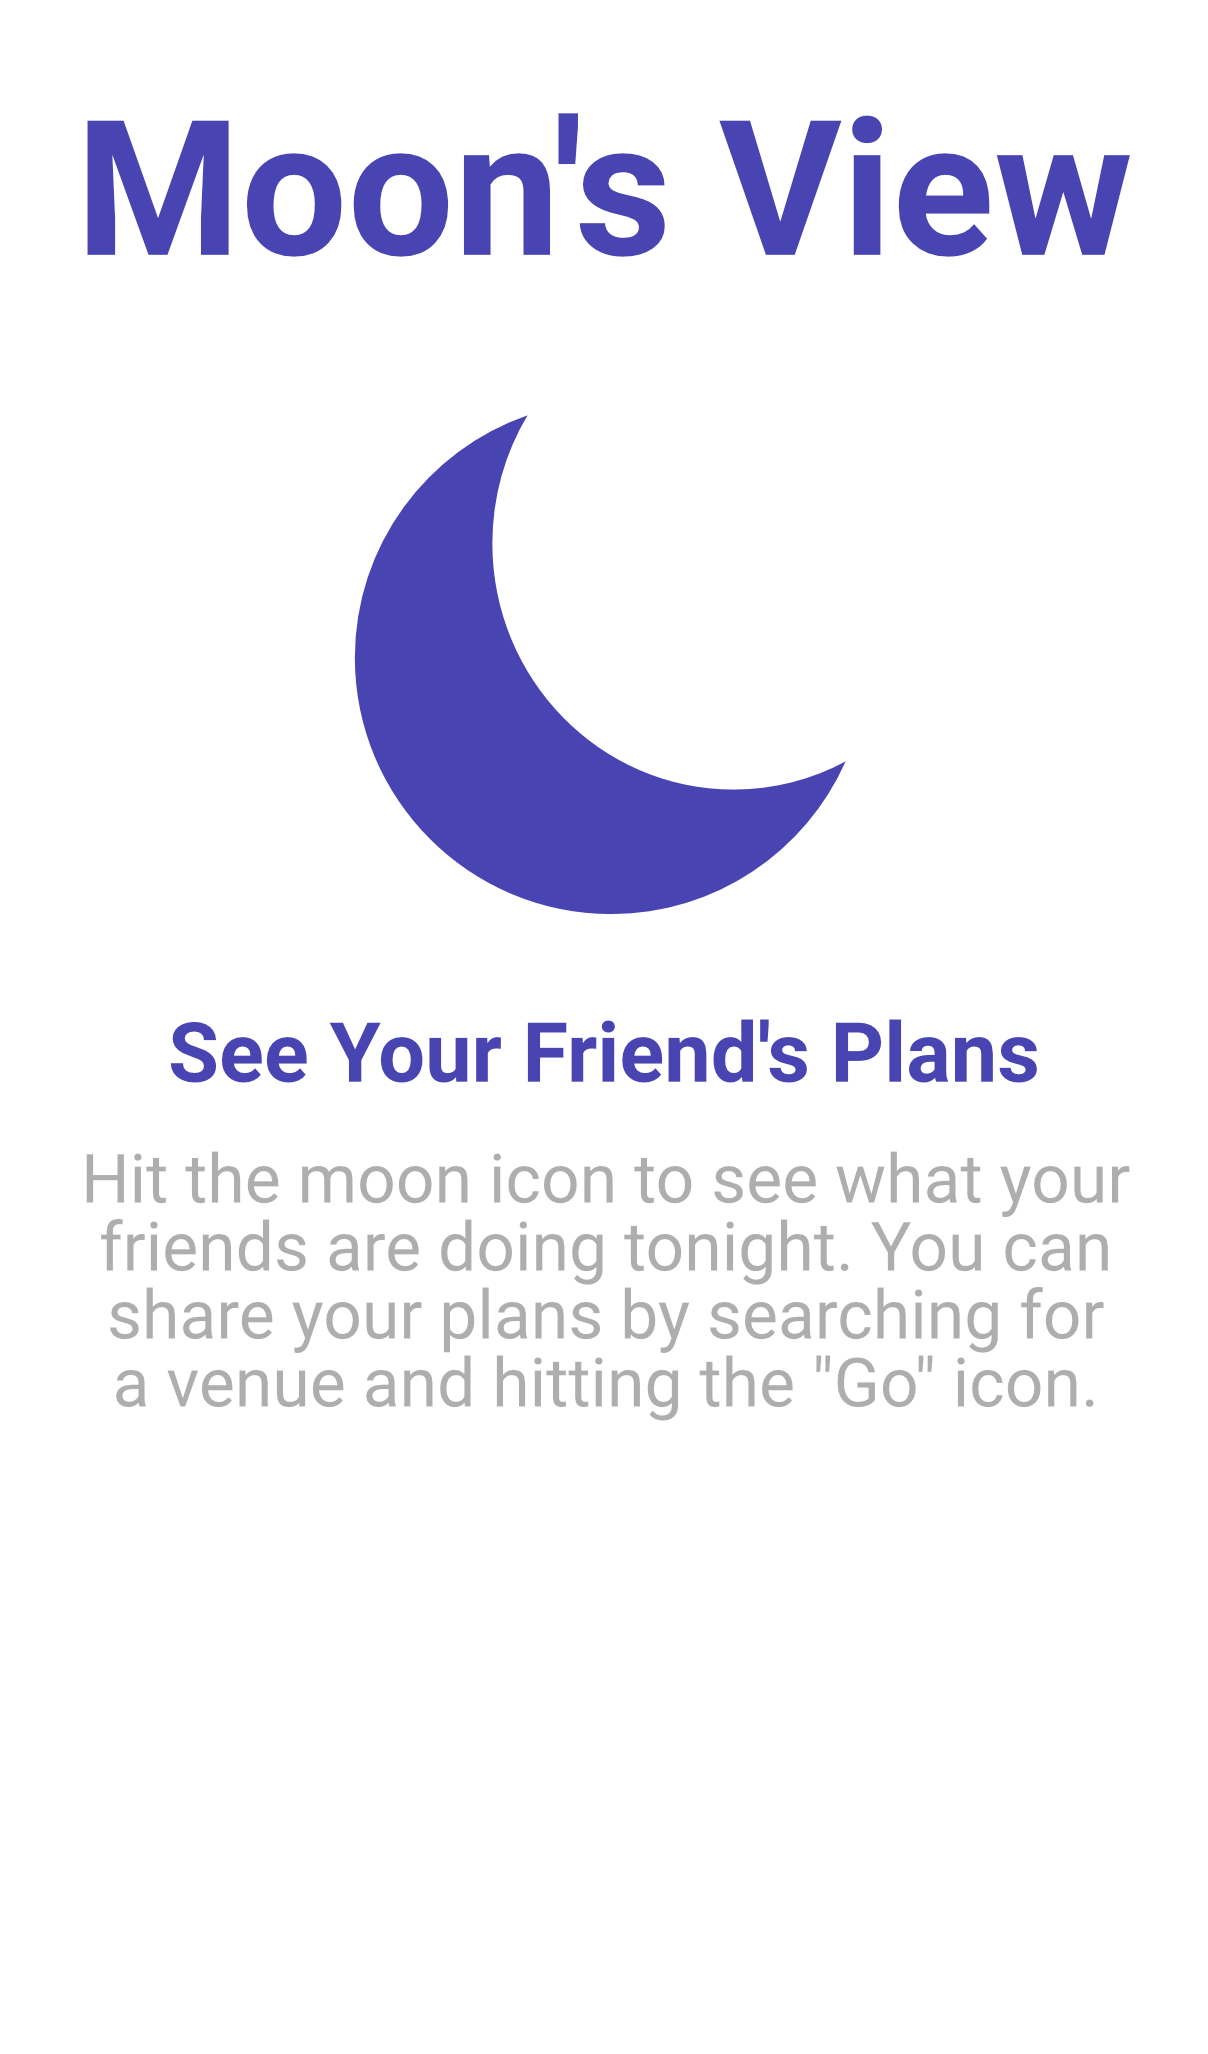 Moon's View
See Your Friend's Plans
Hit the moon icon to see what your
friends are doing tonight. You can
share your plans by searching for
a venue and hitting the "Go" icon.